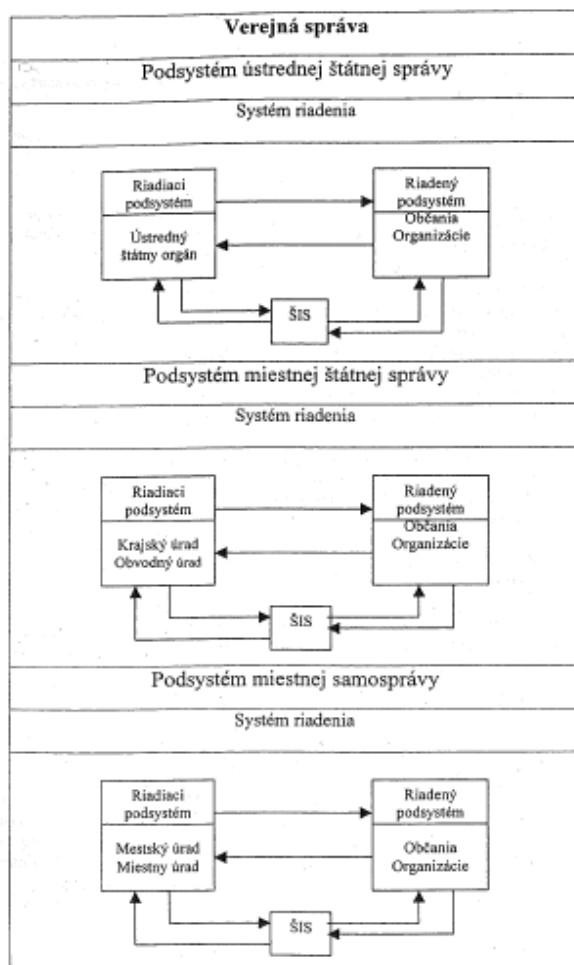 Verejná správa
Podsystém ústrednej štátnej správy
Systém riadenia
Riadiaci
podsystém
Ústredný
štátny orgán
Riadený
podsystém
Občania
Organizácie
ŠIS
Podsystém miestnej štátnej správy
Systém riadenia
Riadiaci
podsystém
Krajský úrad
Obvodný úrad
Riadený
podsystém
Občania
Organizácie
ŠIS
Podsystém miestnej samosprávy
Systém riadenia
Riadiaci
podsystém
Mestský úrad
Miestny úrad
Riadený
podsystém
Občania
Organizácie
ŠIS